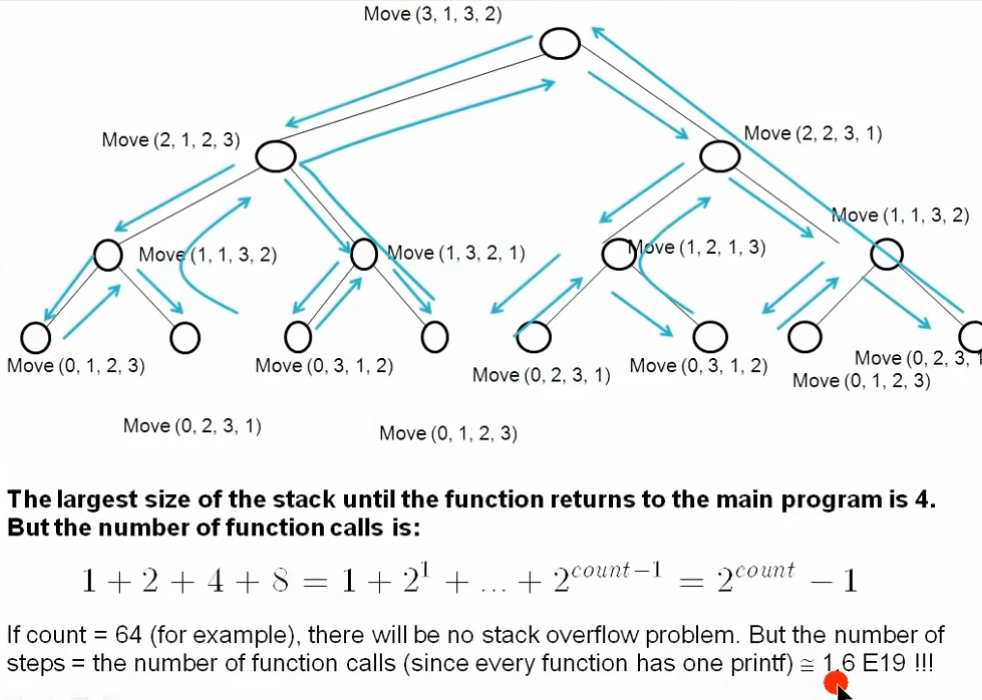 Move (3, 1, 3, 2)
Move (2, 1, 2, 3)
Move (2, 2, 3, 1)
Move (1, 1, 3, 2)
Move (1, 1, 3, 2)
Move (1, 3, 2, 1)
Move (1, 2, 1, 3)
Move (0, 1, 2, 3)
Move (0, 3, 1, 2)
Move (0, 2, 3, 1)
Move (0, 3, 1, 2)
Move (0, 2, 3, 1
Move (0, 1, 2, 3)
Move (0, 2, 3, 1)
Move (0, 1, 2, 3)
The largest size of the stack until the function returns to the main program is 4.
But the number of function calls is:
1 + 2 + 4 + 8 = 1 + 2^1 + ... + 2^{count−1} = 2^{count} − 1
If count = 64 (for example), there will be no stack overflow problem. But the number of
steps = the number of function calls (since every function has one printf) ≅ 1.6 E19 !!!